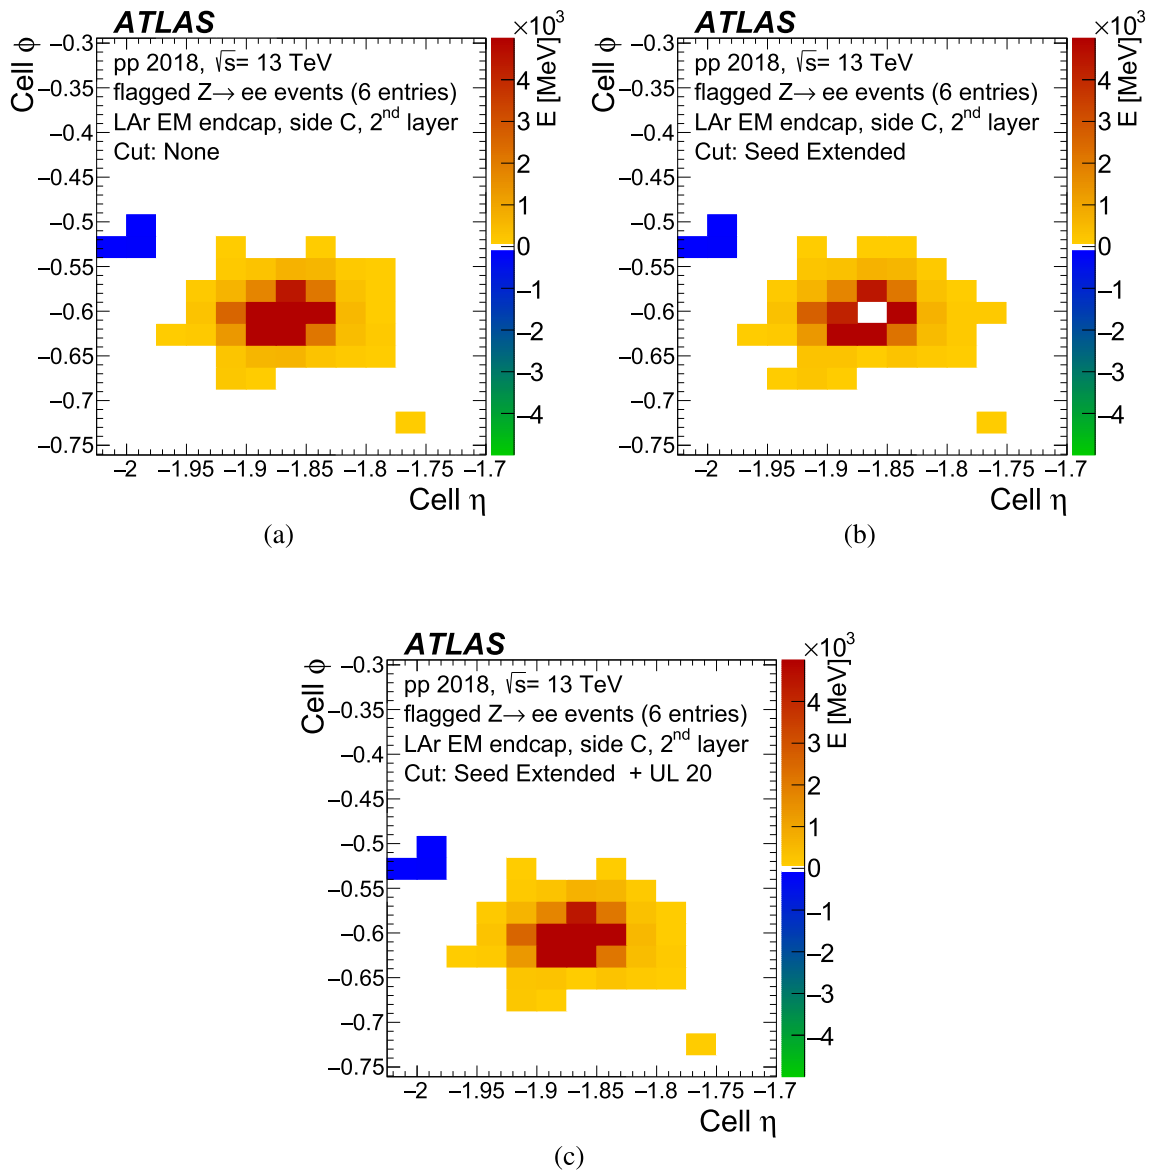 ATLAS
×10³
Cell ϕ
E [MeV]
pp 2018, √s= 13 TeV
flagged Z→ ee events (6 entries)
LAr EM endcap, side C, 2nd layer
Cut: None
−0.3
−0.35
−0.4
−0.45
−0.5
−0.55
−0.6
−0.65
−0.7
−0.75
4
3
2
1
0
−1
−2
−3
−4
−2 −1.95 −1.9 −1.85 −1.8 −1.75 −1.7
Cell η
(a)
ATLAS
×10³
Cell ϕ
E [MeV]
pp 2018, √s= 13 TeV
flagged Z→ ee events (6 entries)
LAr EM endcap, side C, 2nd layer
Cut: Seed Extended
−0.3
−0.35
−0.4
−0.45
−0.5
−0.55
−0.6
−0.65
−0.7
−0.75
4
3
2
1
0
−1
−2
−3
−4
−2 −1.95 −1.9 −1.85 −1.8 −1.75 −1.7
Cell η
(b)
ATLAS
×10³
Cell ϕ
E [MeV]
pp 2018, √s= 13 TeV
flagged Z→ ee events (6 entries)
LAr EM endcap, side C, 2nd layer
Cut: Seed Extended + UL 20
−0.3
−0.35
−0.4
−0.45
−0.5
−0.55
−0.6
−0.65
−0.7
−0.75
4
3
2
1
0
−1
−2
−3
−4
−2 −1.95 −1.9 −1.85 −1.8 −1.75 −1.7
Cell η
(c)